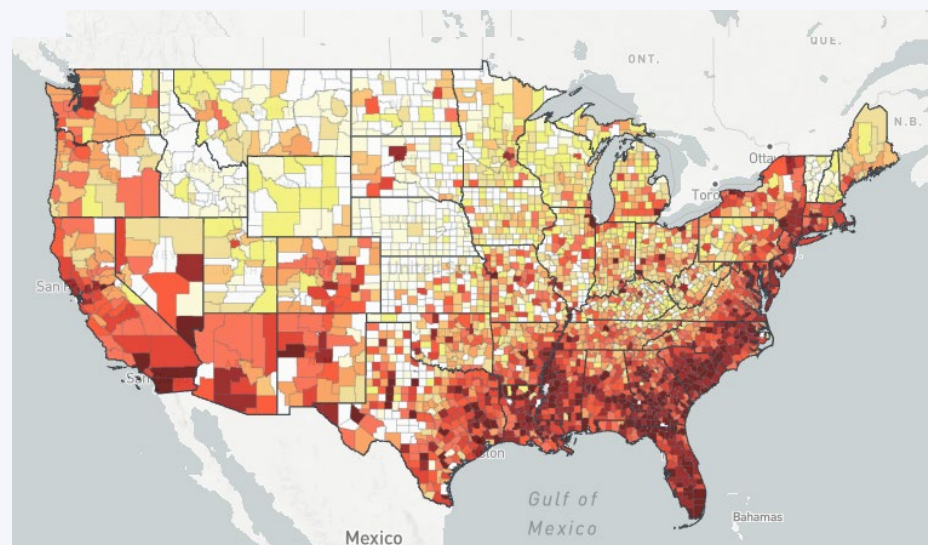 QUE.
ONT.
N.B.
Otta
Toro
San
San
ston
Gulf of
Mexico
Bahamas
Mexico